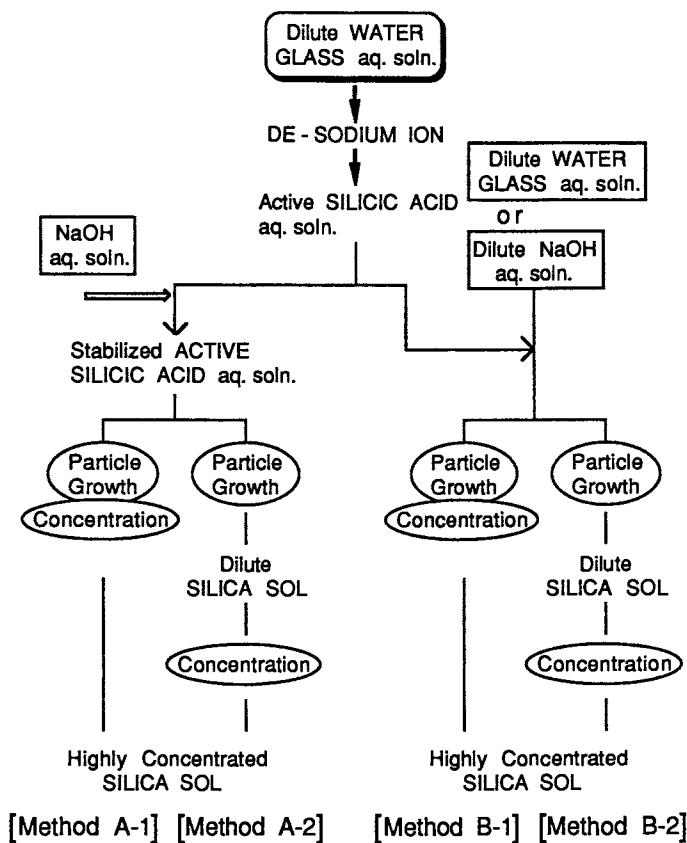 Dilute WATER
GLASS aq. soln.
DE - SODIUM ION
Dilute WATER
GLASS aq. soln.
Active SILICIC ACID
aq. soln.
or
NaOH
aq. soln.
Dilute NaOH
aq. soln.
Stabilized ACTIVE
SILICIC ACID aq. soln.
Particle
Growth
Concentration
Particle
Growth
Particle
Growth
Concentration
Particle
Growth
Dilute
SILICA SOL
Dilute
SILICA SOL
Concentration
Concentration
Highly Concentrated
SILICA SOL
Highly Concentrated
SILICA SOL
[Method A-1] [Method A-2] [Method B-1] [Method B-2]